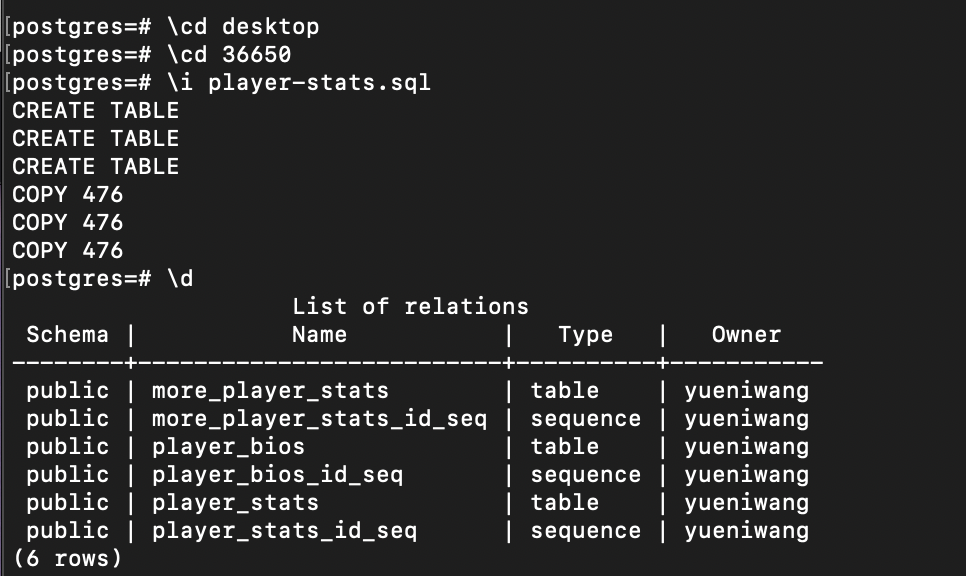 [postgres=# \cd desktop
[postgres=# \cd 36650
[postgres=# \i player-stats.sql
CREATE TABLE
CREATE TABLE
CREATE TABLE
COPY 476
COPY 476
COPY 476
[postgres=# \d
                    List of relations
 Schema |           Name           |   Type   |   Owner
--------+--------------------------+----------+-----------
 public | more_player_stats        | table    | yueniwang
 public | more_player_stats_id_seq | sequence | yueniwang
 public | player_bios              | table    | yueniwang
 public | player_bios_id_seq       | sequence | yueniwang
 public | player_stats             | table    | yueniwang
 public | player_stats_id_seq      | sequence | yueniwang
(6 rows)